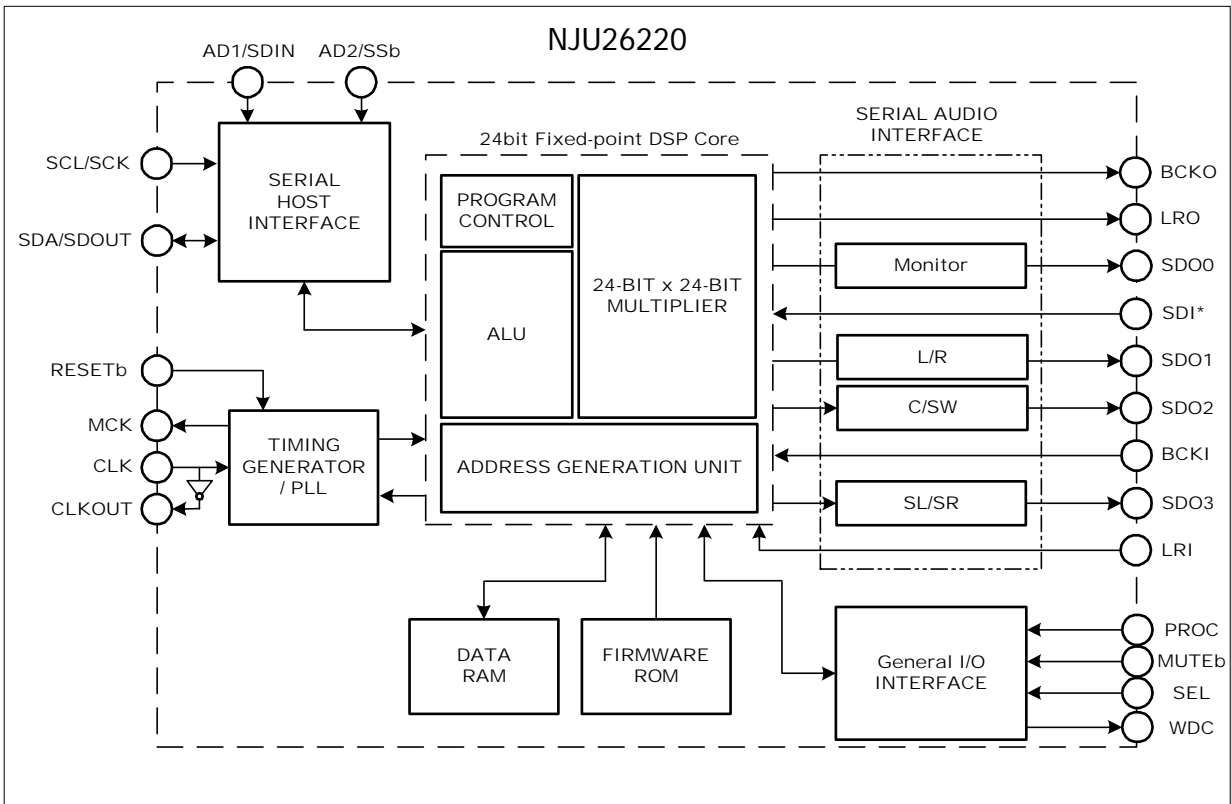 NJU26220
AD1/SDIN
AD2/SSb
SCL/SCK
SDA/SDOUT
SERIAL
HOST
INTERFACE
RESETb
MCK
CLK
CLKOUT
TIMING
GENERATOR
/ PLL
24bit Fixed-point DSP Core
PROGRAM
CONTROL
ALU
24-BIT x 24-BIT
MULTIPLIER
ADDRESS GENERATION UNIT
DATA
RAM
FIRMWARE
ROM
SERIAL AUDIO
INTERFACE
Monitor
L/R
C/SW
SL/SR
General I/O
INTERFACE
BCKO
LRO
SDO0
SDI*
SDO1
SDO2
BCKI
SDO3
LRI
PROC
MUTEb
SEL
WDC